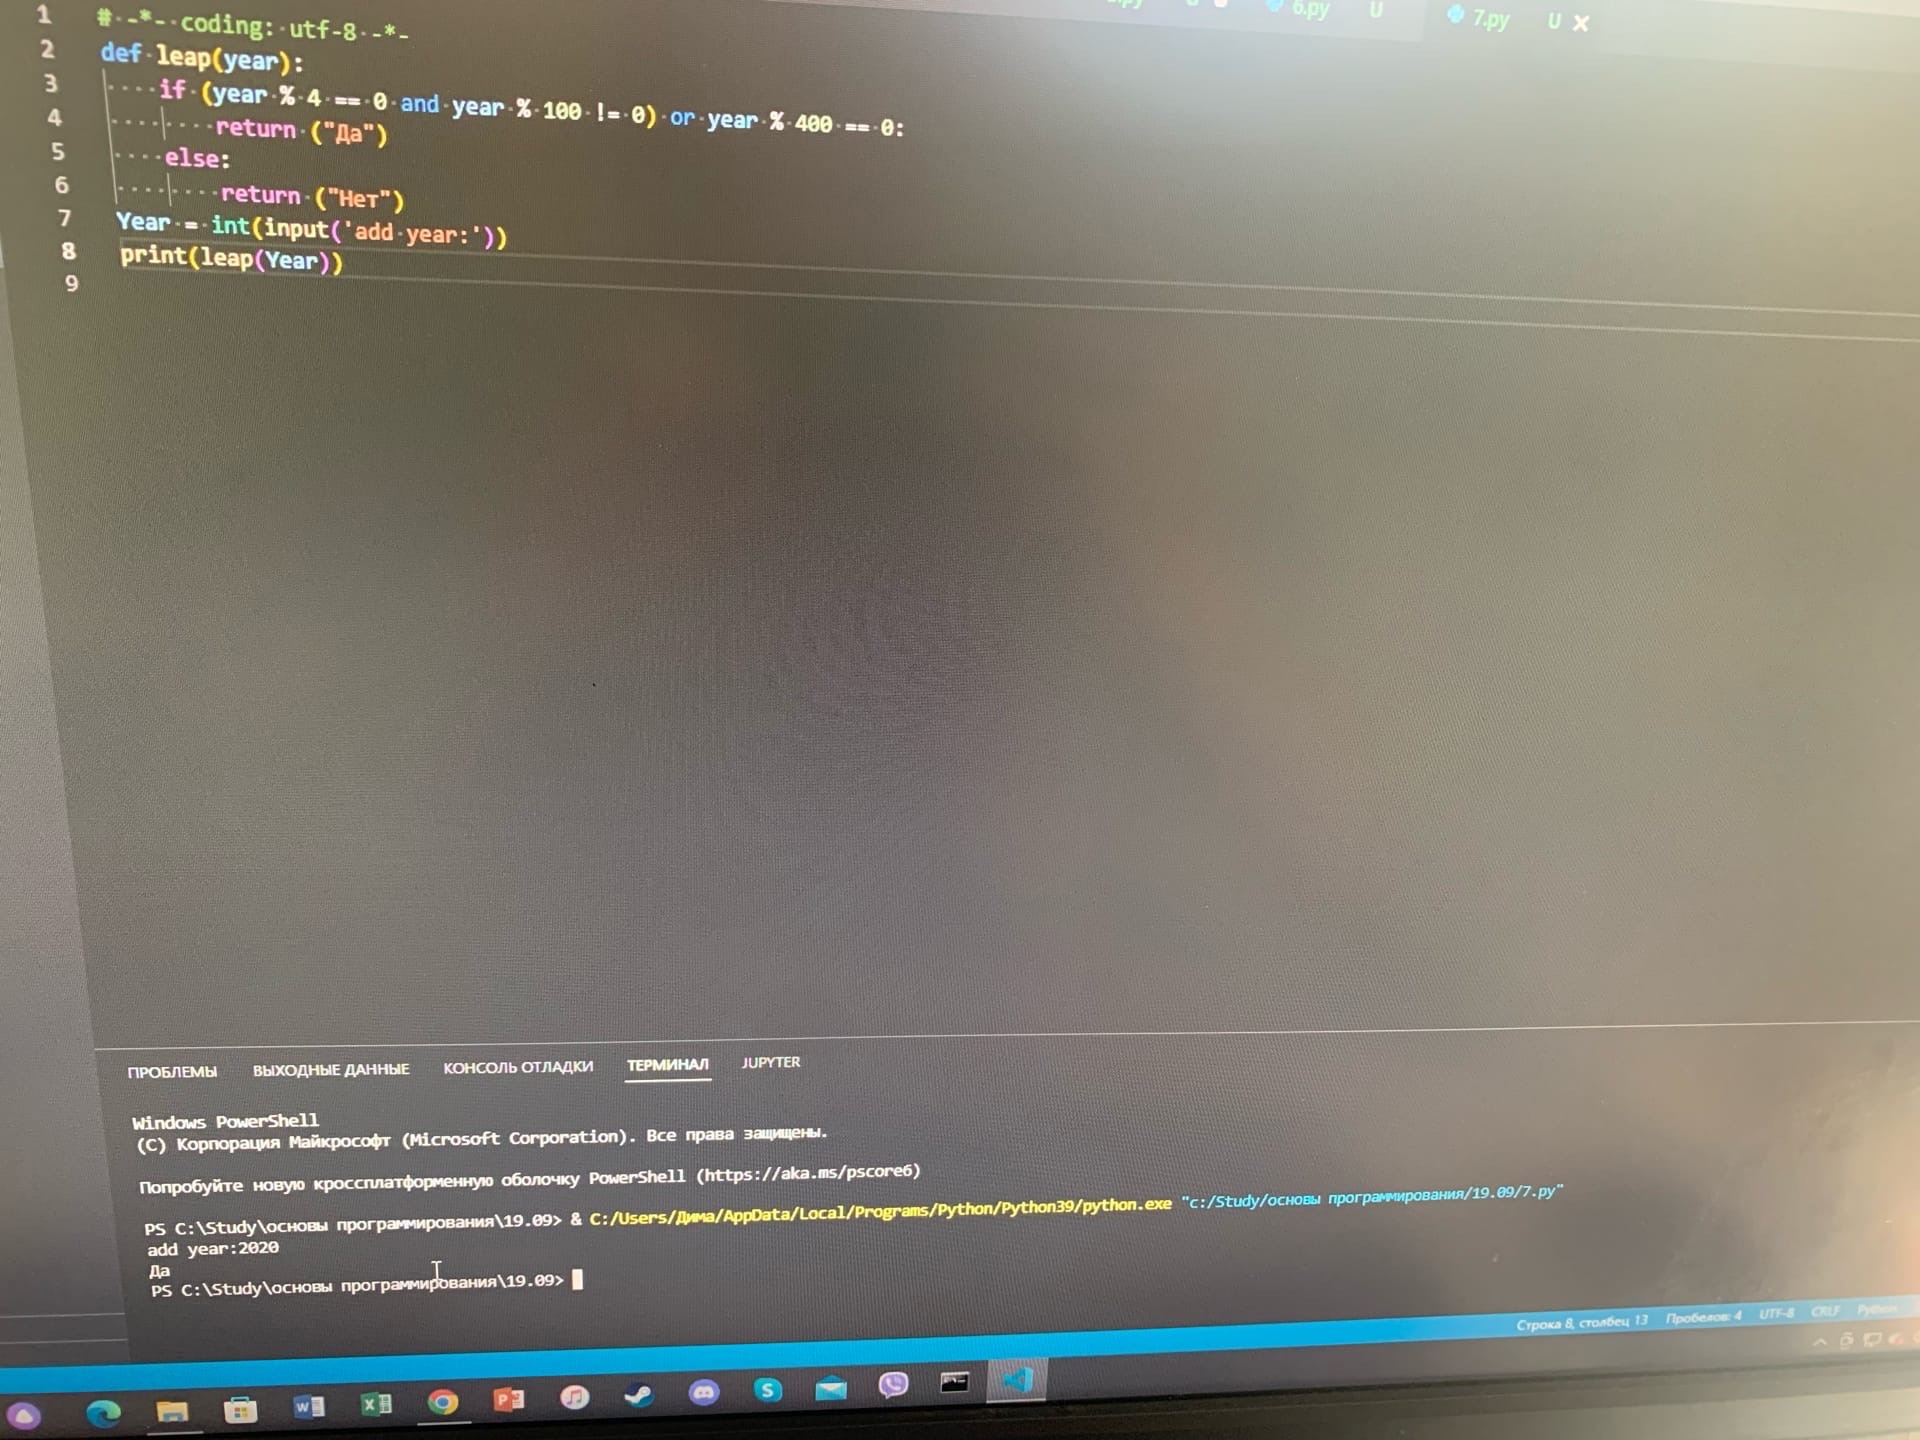 6.py U 7.py U
1 # -*- coding: utf-8 -*-
2 def leap(year):
3 if (year % 4 == 0 and year % 100 != 0) or year % 400 == 0:
4 return ("Да")
5 else:
6 return ("Нет")
7 Year = int(input('add year:'))
8 print(leap(Year))
9
ПРОБЛЕМЫ ВЫХОДНЫЕ ДАННЫЕ КОНСОЛЬ ОТЛАДКИ ТЕРМИНАЛ JUPYTER
Windows PowerShell
(C) Корпорация Майкрософт (Microsoft Corporation). Все права защищены.
Попробуйте новую кроссплатформенную оболочку PowerShell (https://aka.ms/pscore6)
PS C:\Study\основы программирования\19.09> & C:/Users/Дима/AppData/Local/Programs/Python/Python39/python.exe "c:/Study/основы программирования/19.09/7.py"
add year:2020
Да
PS C:\Study\основы программирования\19.09>
Строка 8, столбец 13 Пробелов: 4 UTF-8 CRLF Python